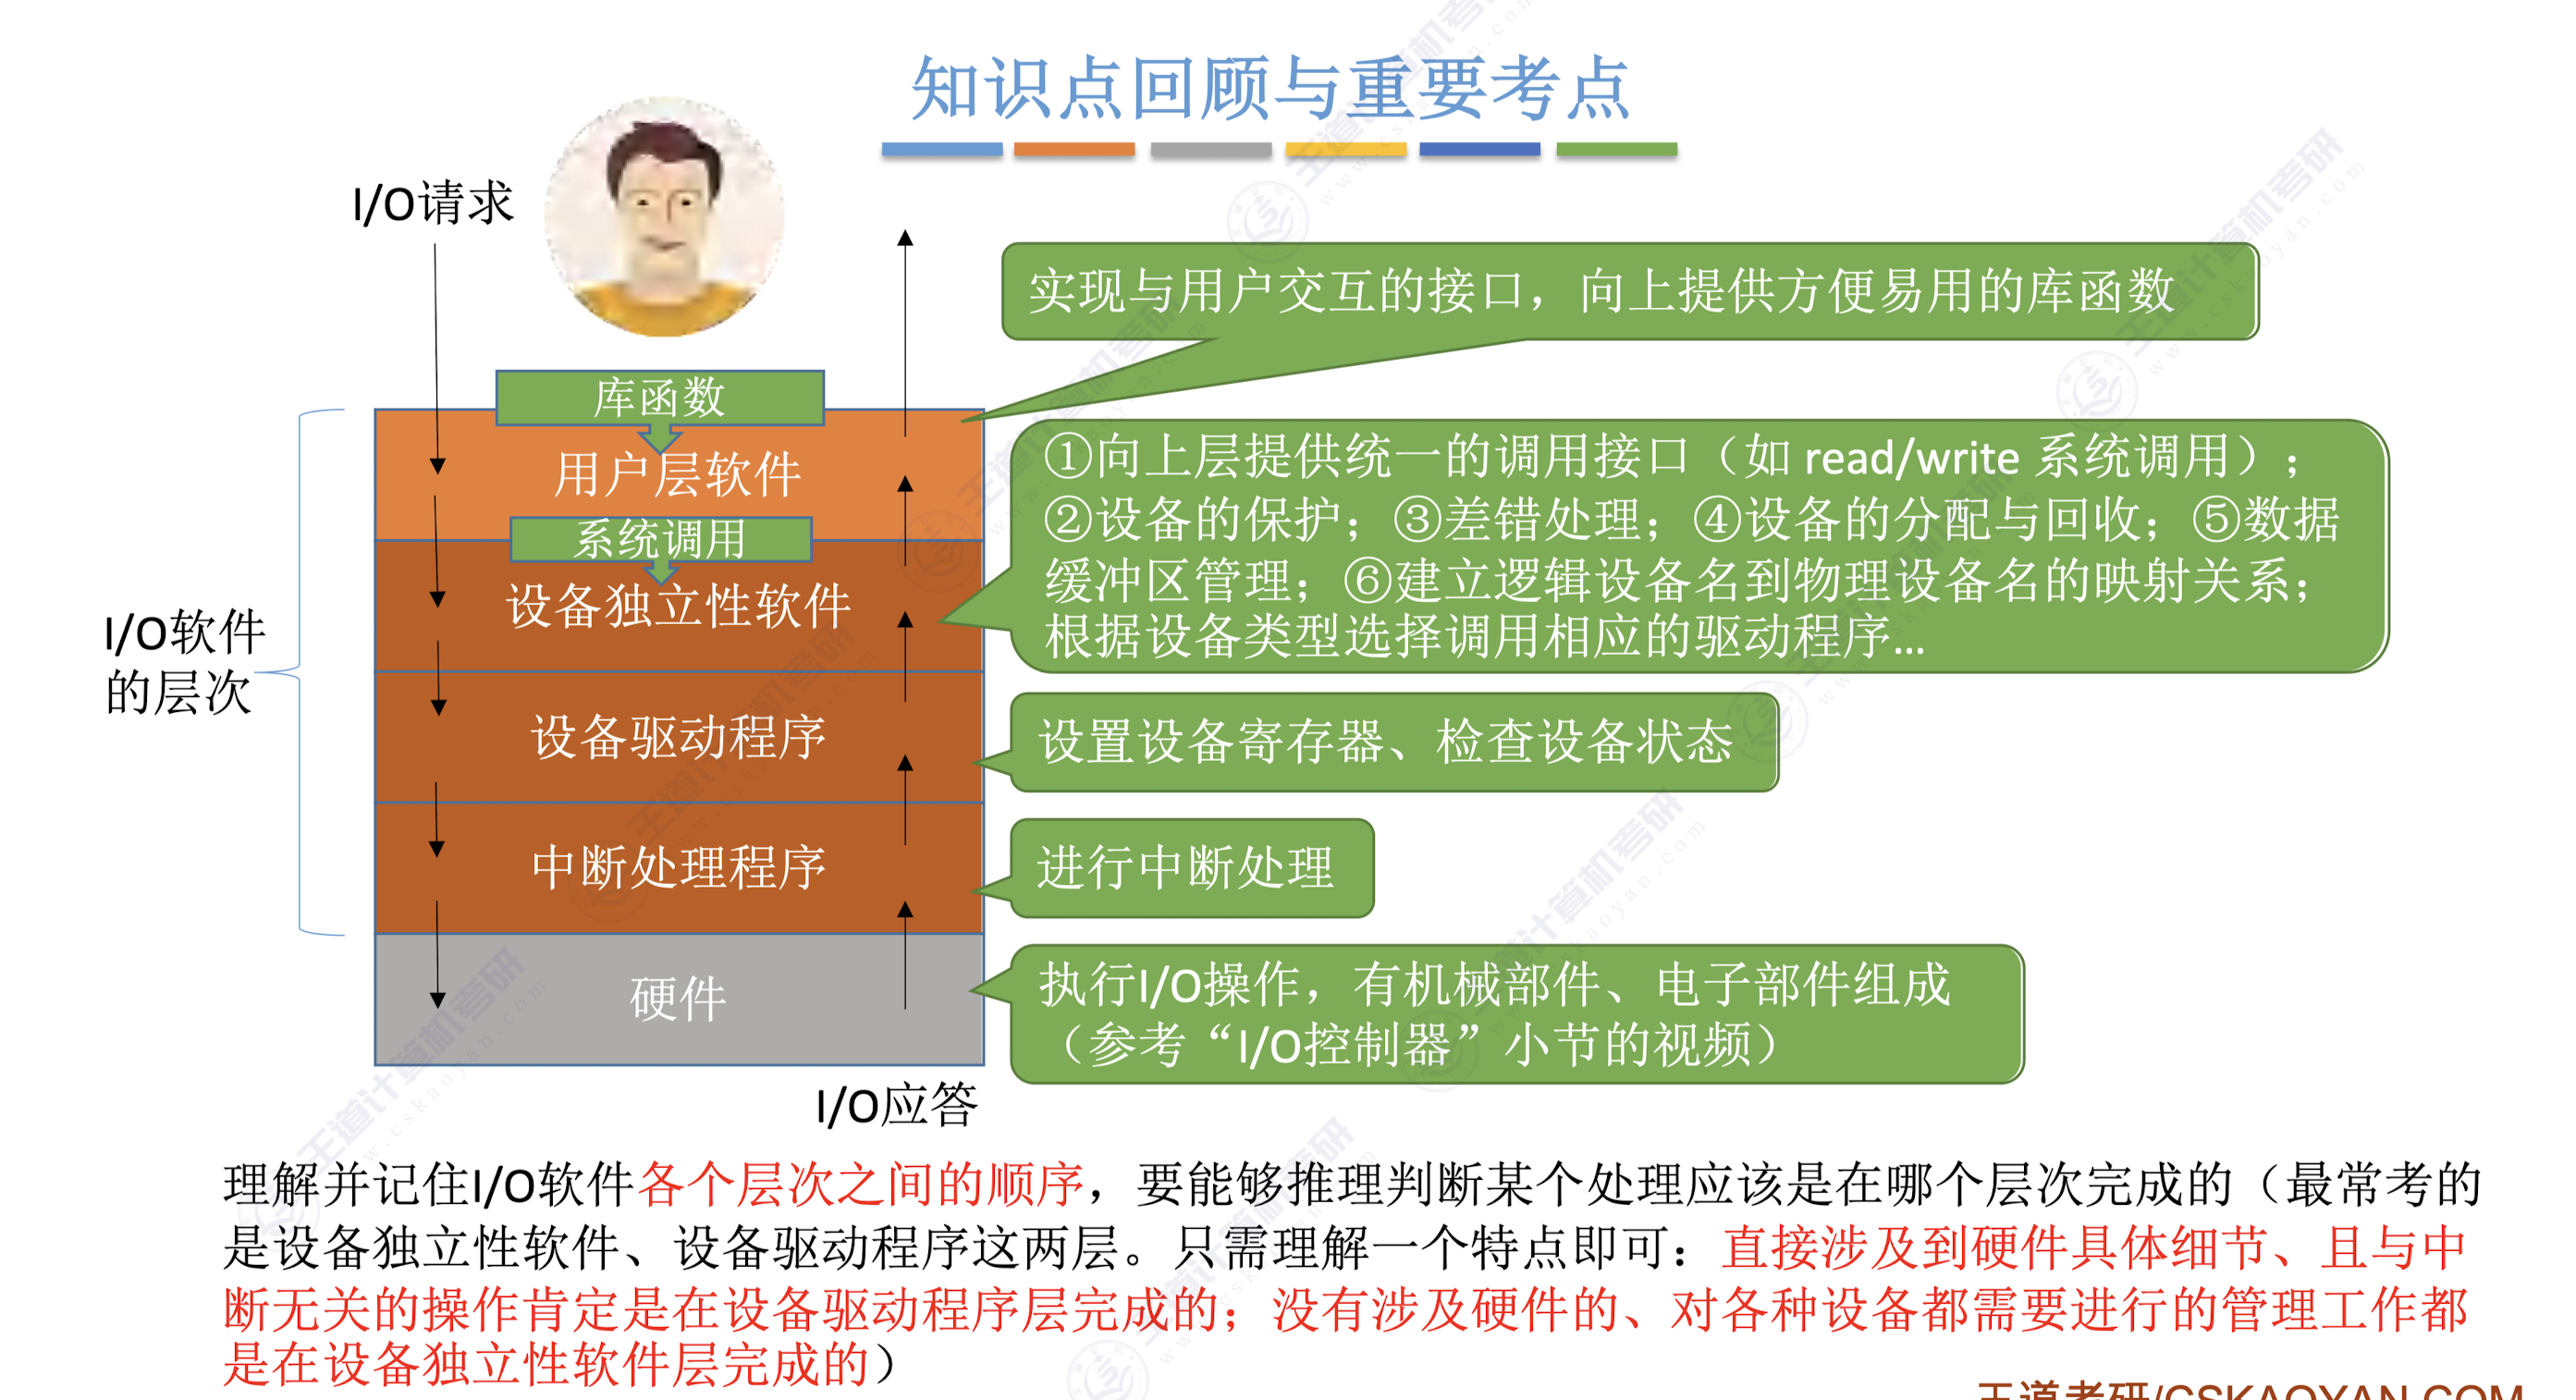 知识点回顾与重要考点
I/O请求
实现与用户交互的接口，向上提供方便易用的库函数
库函数
用户层软件
系统调用
设备独立性软件
①向上层提供统一的调用接口（如 read/write 系统调用）；
②设备的保护；③差错处理；④设备的分配与回收；⑤数据
缓冲区管理；⑥建立逻辑设备名到物理设备名的映射关系；
根据设备类型选择调用相应的驱动程序…
I/O软件
的层次
设备驱动程序
设置设备寄存器、检查设备状态
中断处理程序
进行中断处理
硬件
执行I/O操作，有机械部件、电子部件组成
（参考“I/O控制器”小节的视频）
I/O应答
理解并记住I/O软件各个层次之间的顺序，要能够推理判断某个处理应该是在哪个层次完成的（最常考的
是设备独立性软件、设备驱动程序这两层。只需理解一个特点即可：直接涉及到硬件具体细节、且与中
断无关的操作肯定是在设备驱动程序层完成的；没有涉及硬件的、对各种设备都需要进行的管理工作都
是在设备独立性软件层完成的）
王道考研/CSKAOYAN.COM
王道计算机考研
www.cskaoyan.com